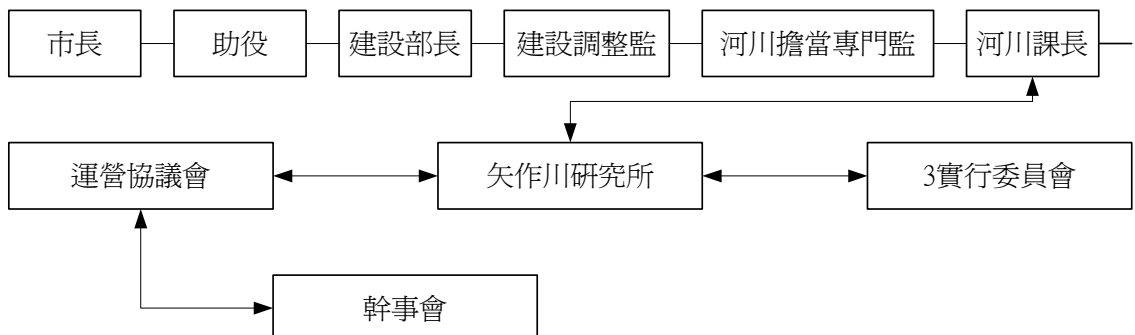 市長
助役
建設部長
建設調整監
河川擔當專門監
河川課長
運營協議會
矢作川硏究所
3實行委員會
幹事會